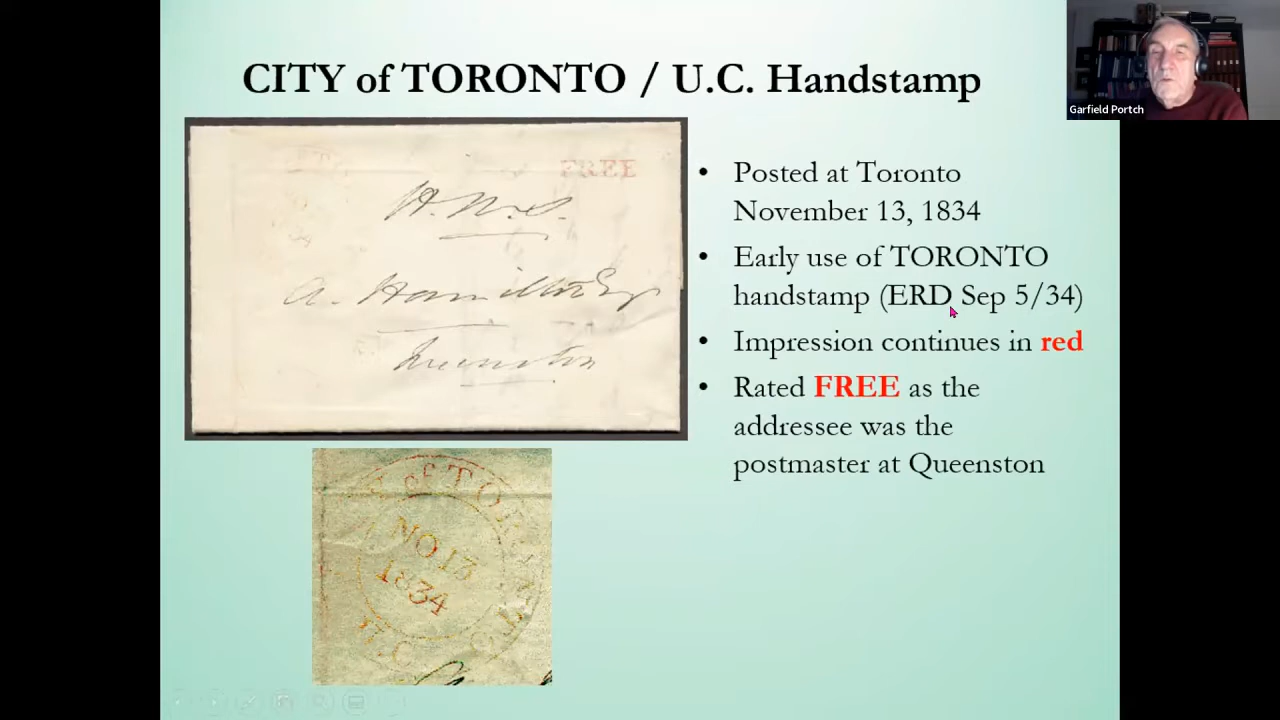 CITY of TORONTO / U.C. Handstamp
Garfield Portch
FREE
A. Hamilton Esq
Queenston
• Posted at Toronto
November 13, 1834
• Early use of TORONTO
handstamp (ERD Sep 5/34)
• Impression continues in red
• Rated FREE as the
addressee was the
postmaster at Queenston
of TORONTO
NO 13
1834
U.C.